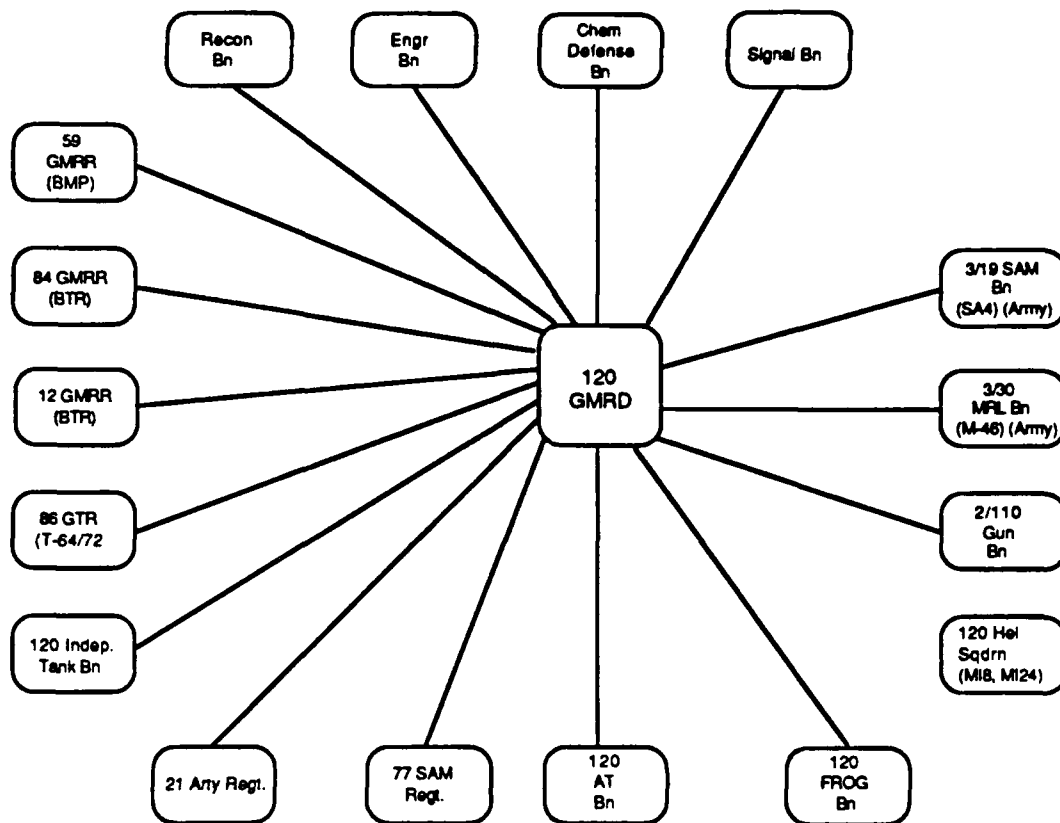 Recon
Bn
Engr
Bn
Chem
Defense
Bn
Signal Bn
59
GMRR
(BMP)
84 GMRR
(BTR)
12 GMRR
(BTR)
86 GTR
(T-64/72
120 Indep.
Tank Bn
120
GMRD
3/19 SAM
Bn
(SA4) (Army)
3/30
MRL Bn
(M-46) (Army)
2/110
Gun
Bn
120 Hel
Sqdrn
(MI8, MI24)
21 Arty Regt.
77 SAM
Regt.
120
AT
Bn
120
FROG
Bn